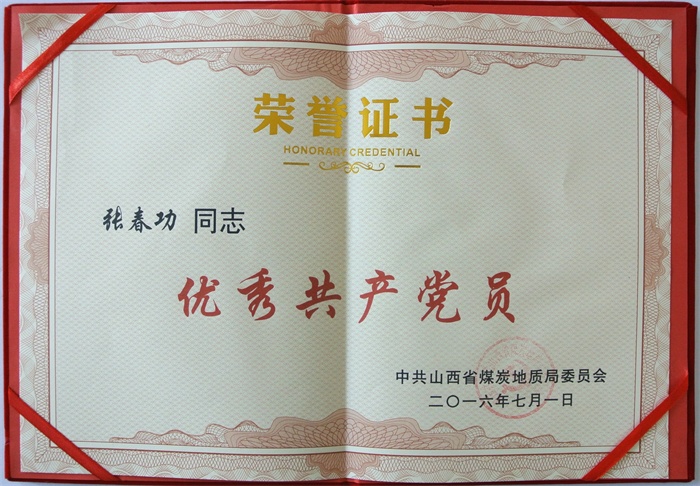 荣誉证书
HONORARY CREDENTIAL
张春功 同志
优秀共产党员
中共山西省煤炭地质局委员会
二〇一六年七月一日